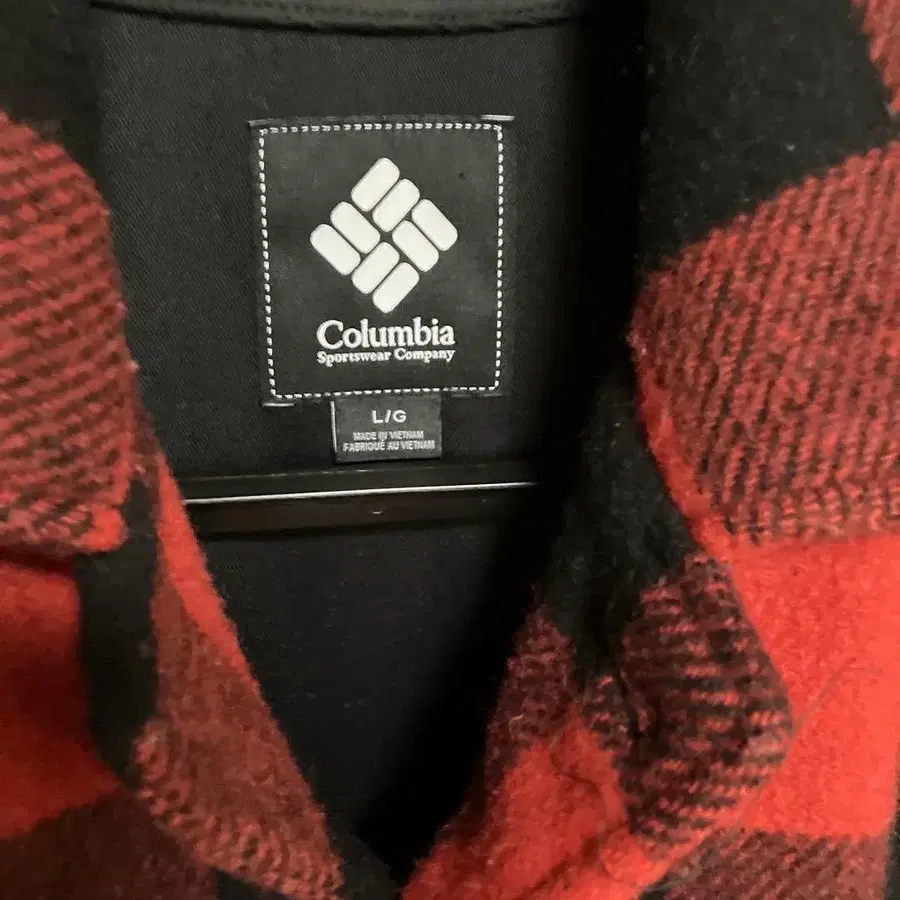 Columbia
Sportswear Company
L/G
MADE IN VIETNAM
FABRIQUÉ AU VIETNAM